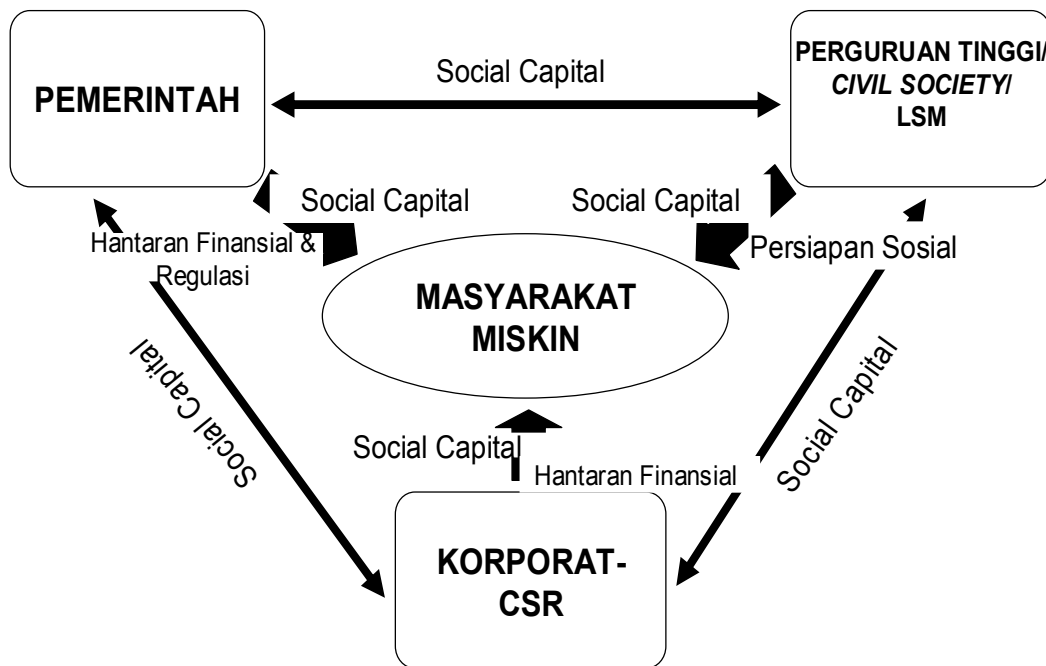 PEMERINTAH
Social Capital
PERGURUAN TINGGI/
CIVIL SOCIETY/
LSM
Social Capital
Social Capital
Hantaran Finansial &
Regulasi
Persiapan Sosial
MASYARAKAT
MISKIN
Social Capital
Social Capital
Social Capital
Hantaran Finansial
KORPORAT-
CSR